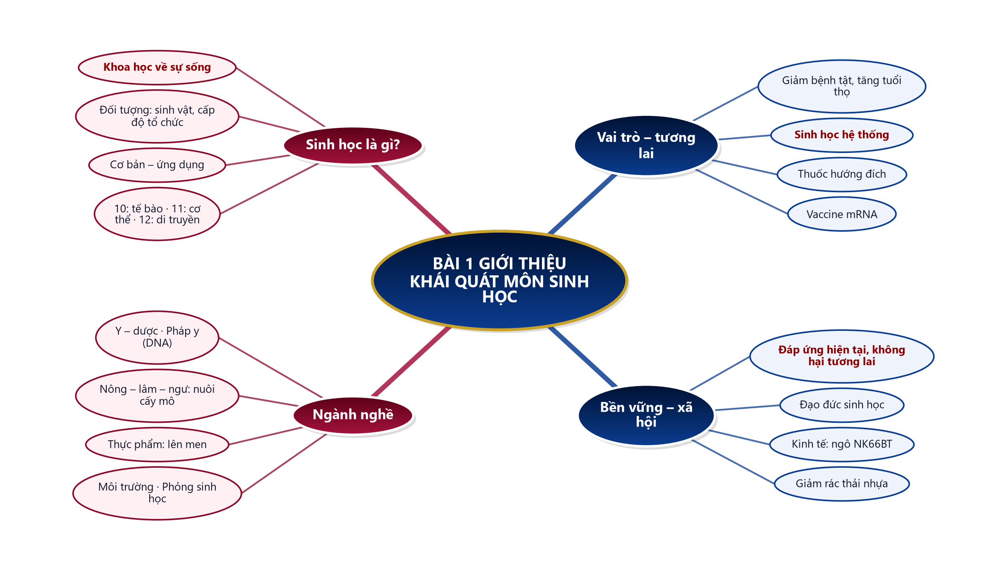 Khoa học về sự sống
Đối tượng: sinh vật, cấp
độ tổ chức
Cơ bản – ứng dụng
10: tế bào · 11: cơ
thể · 12: di truyền
Sinh học là gì?
Vai trò – tương
lai
Giảm bệnh tật, tăng tuổi
thọ
Sinh học hệ thống
Thuốc hướng đích
Vaccine mRNA
BÀI 1 GIỚI THIỆU
KHÁI QUÁT MÔN SINH
HỌC
Y – dược · Pháp y
(DNA)
Nông – lâm – ngư: nuôi
cấy mô
Thực phẩm: lên men
Môi trường · Phỏng sinh
học
Ngành nghề
Bền vững – xã
hội
Đáp ứng hiện tại, không
hại tương lai
Đạo đức sinh học
Kinh tế: ngô NK66BT
Giảm rác thải nhựa